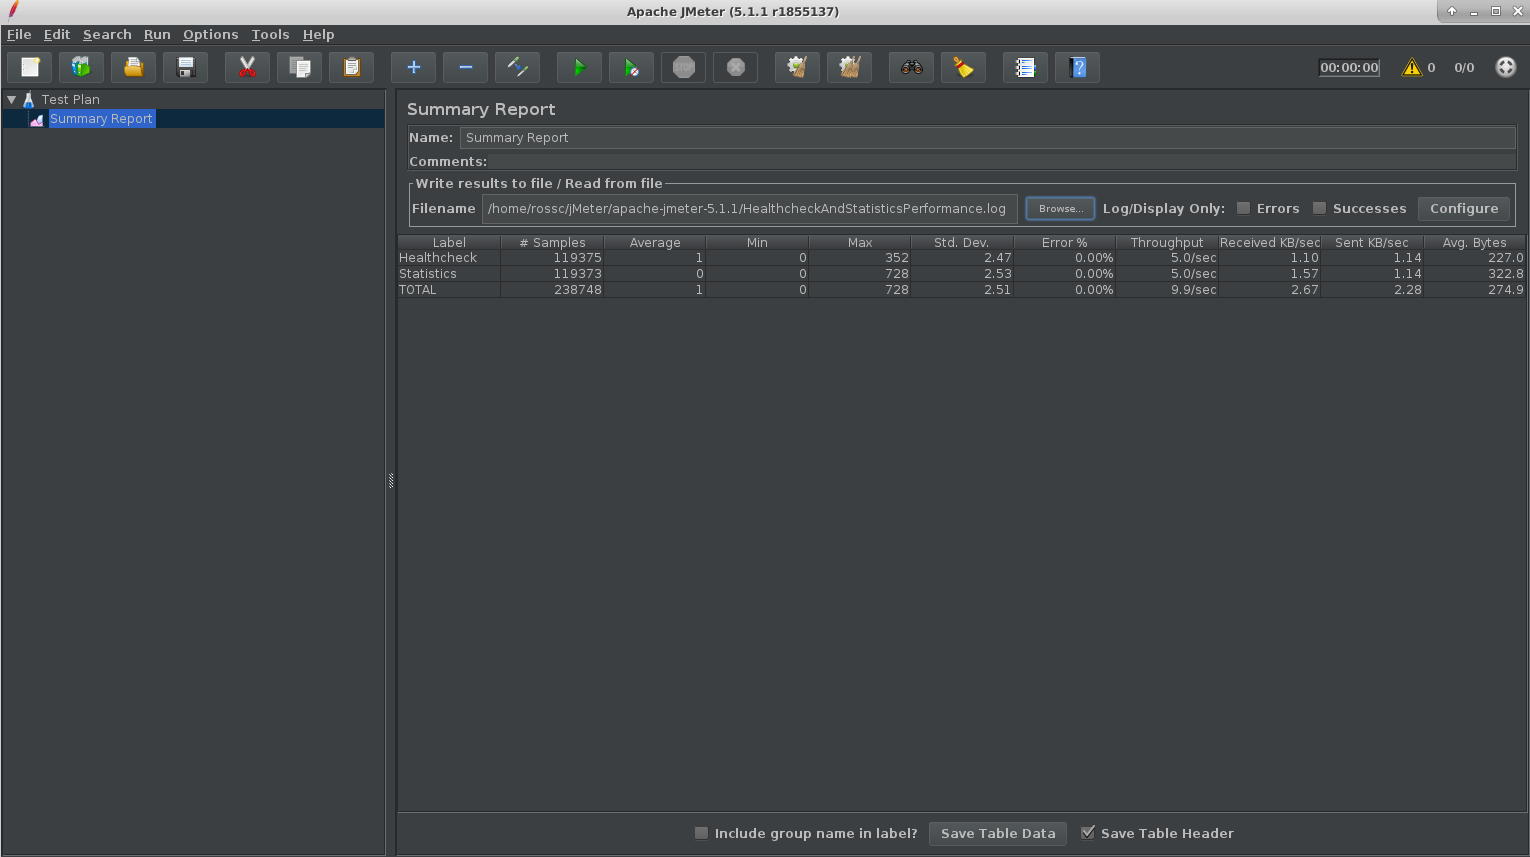 Apache JMeter (5.1.1 r1855137)
File Edit Search Run Options Tools Help
STOP 00:00:00 0 0/0
Test Plan
Summary Report
Summary Report
Name: Summary Report
Comments:
Write results to file / Read from file
Filename /home/rossc/jMeter/apache-jmeter-5.1.1/HealthcheckAndStatisticsPerformance.log Browse... Log/Display Only: Errors Successes Configure
Label # Samples Average Min Max Std. Dev. Error % Throughput Received KB/sec Sent KB/sec Avg. Bytes
Healthcheck 119375 1 0 352 2.47 0.00% 5.0/sec 1.10 1.14 227.0
Statistics 119373 0 0 728 2.53 0.00% 5.0/sec 1.57 1.14 322.8
TOTAL 238748 1 0 728 2.51 0.00% 9.9/sec 2.67 2.28 274.9
Include group name in label? Save Table Data Save Table Header